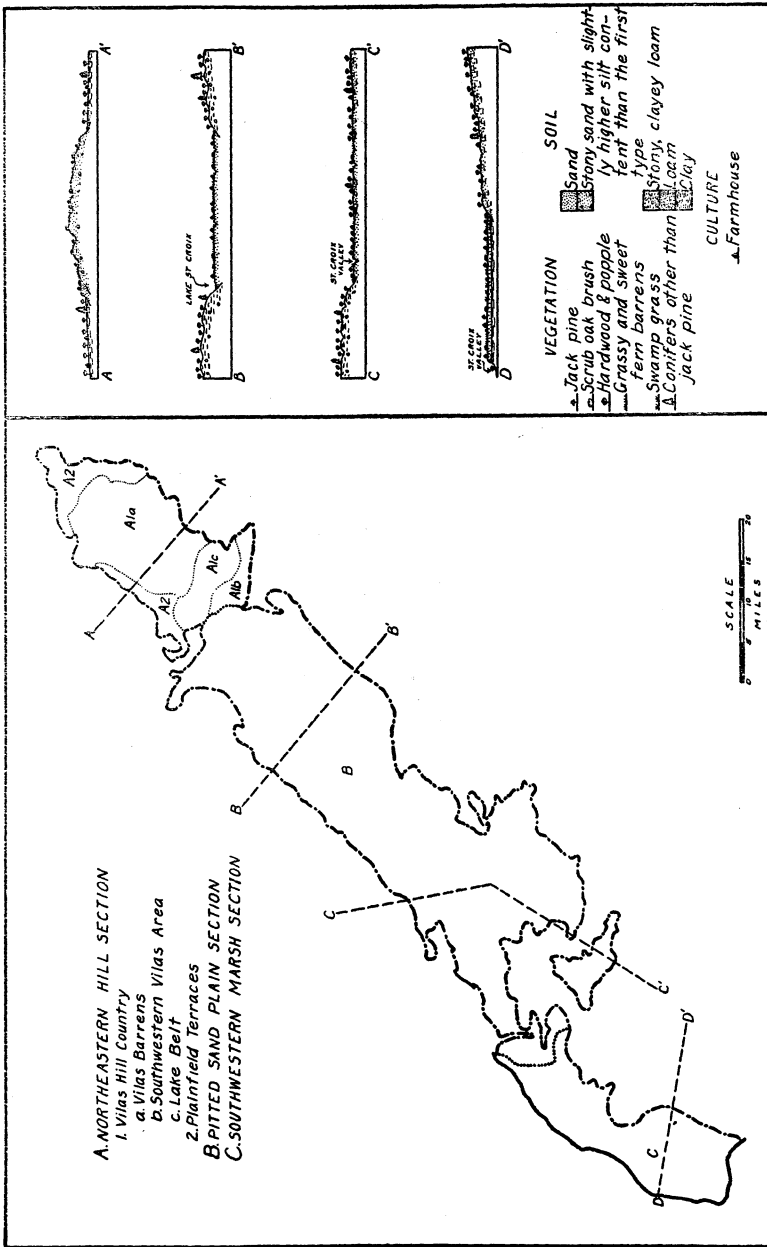 A. NORTHEASTERN HILL SECTION
1. Vilas Hill Country
a. Vilas Barrens
b. Southwestern Vilas Area
c. Lake Belt
2. Plainfield Terraces
B. PITTED SAND PLAIN SECTION
C. SOUTHWESTERN MARSH SECTION
A
A'
A2
A1a
A1c
A1b
A2
B
B'
B
C
C'
D
D'
C
SCALE
0 5 10 15 20
MILES
A
A'
LAKE ST CROIX
B
B'
ST. CROIX
VALLEY
C
C'
ST. CROIX
VALLEY
D
D'
VEGETATION
Jack pine
Scrub oak brush
Hardwood & popple
Grassy and sweet
fern barrens
Swamp grass
Conifers other than
jack pine
SOIL
Sand
Stony sand with slight-
ly higher silt con-
tent than the first
type
Stony, clayey loam
Loam
Clay
CULTURE
Farmhouse